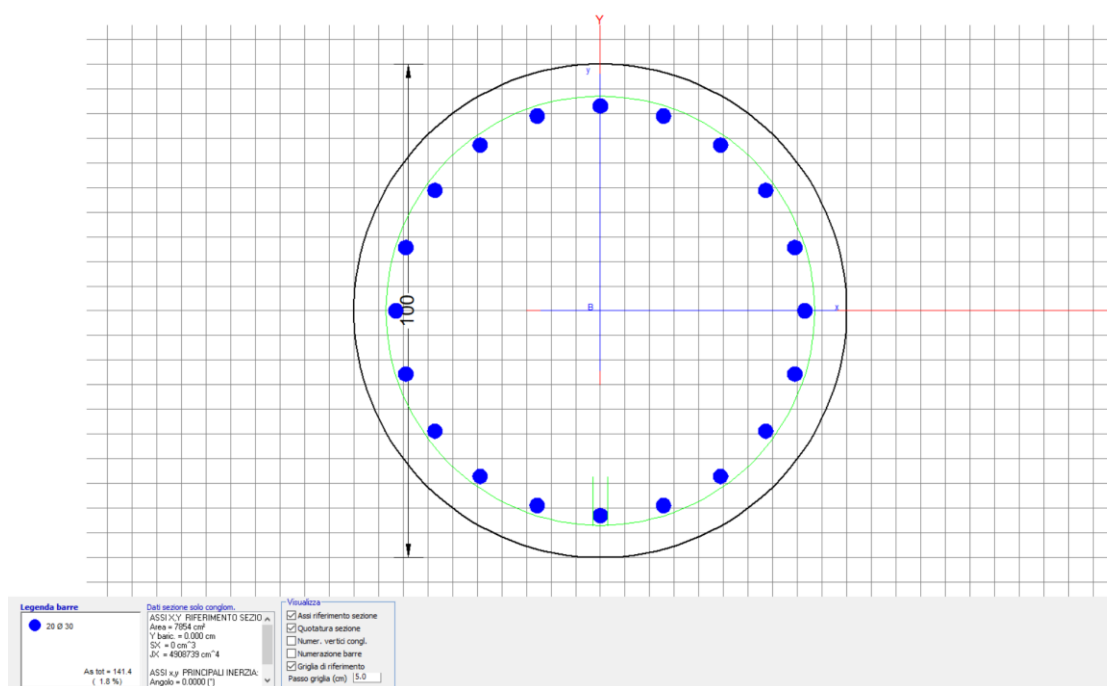 Y
y
100
B
x
Legenda barre
20 Ø 30
As tot = 141.4
( 1.8 %)
Dati sezione solo conglom.
ASSI X,Y RIFERIMENTO SEZIO
Area = 7854 cm²
Y baric. = 0.000 cm
SX = 0 cm^3
JX = 4908739 cm^4
ASSI x,y PRINCIPALI INERZIA:
Angolo = 0.0000 (°)
Visualizza
Assi riferimento sezione
Quotatura sezione
Numer. vertici congl.
Numerazione barre
Griglia di riferimento
Passo griglia (cm) 5.0